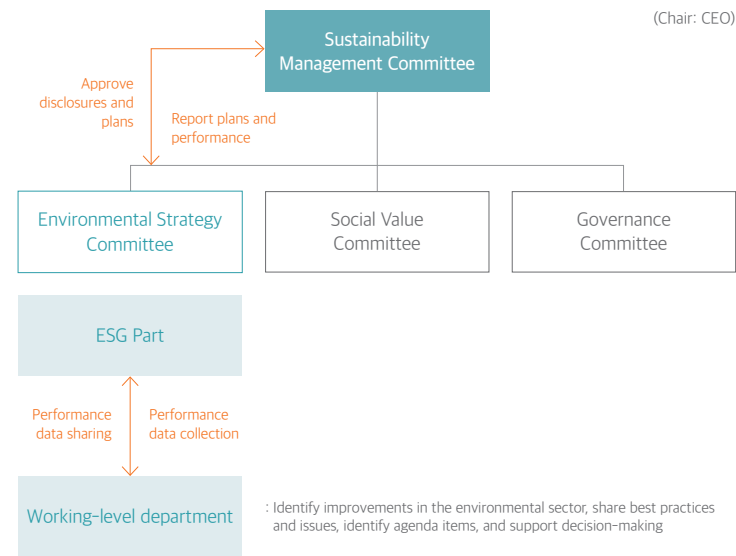 (Chair: CEO)
Sustainability
Management Committee
Approve
disclosures and
plans
Report plans and
performance
Environmental Strategy
Committee
Social Value
Committee
Governance
Committee
ESG Part
Performance
data sharing
Performance
data collection
Working-level department
: Identify improvements in the environmental sector, share best practices
and issues, identify agenda items, and support decision-making